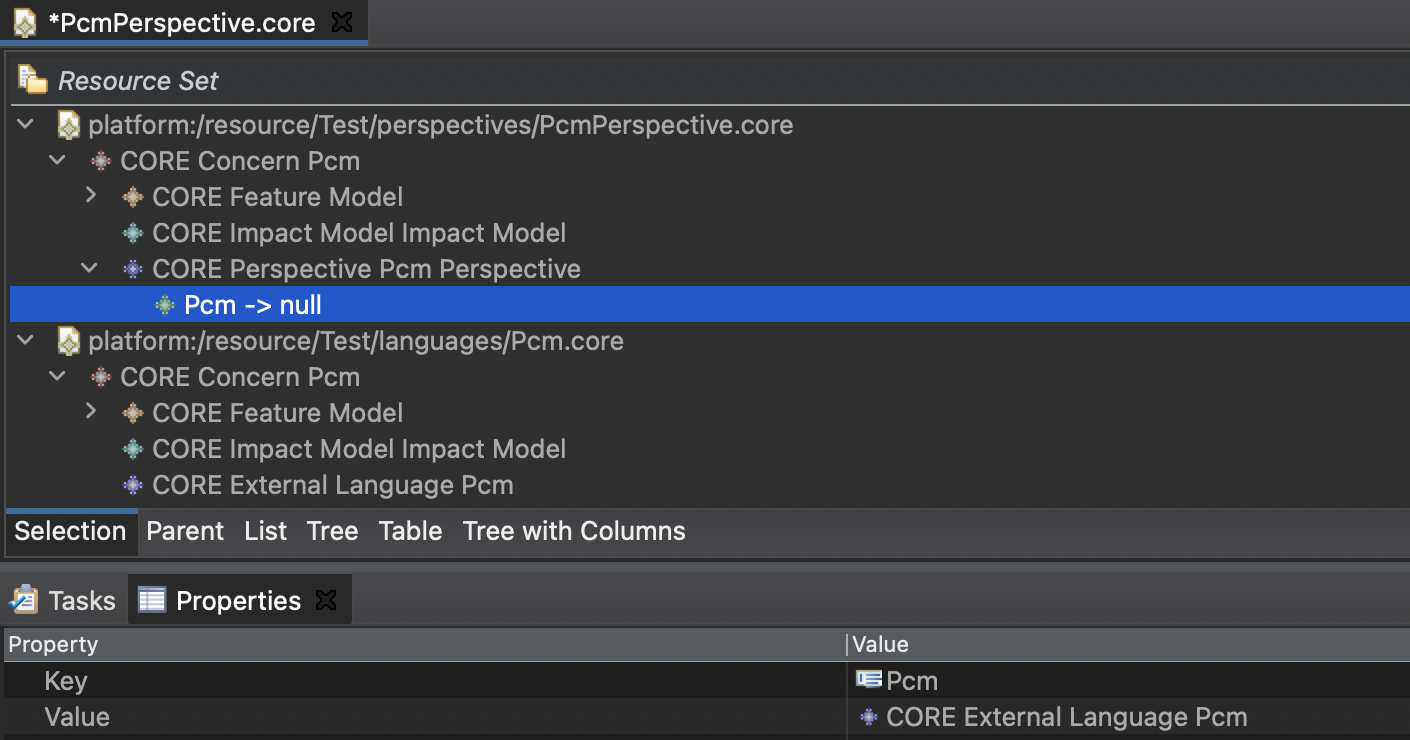 *PcmPerspective.core
Resource Set
platform:/resource/Test/perspectives/PcmPerspective.core
CORE Concern Pcm
CORE Feature Model
CORE Impact Model Impact Model
CORE Perspective Pcm Perspective
Pcm -> null
platform:/resource/Test/languages/Pcm.core
CORE Concern Pcm
CORE Feature Model
CORE Impact Model Impact Model
CORE External Language Pcm
Selection Parent List Tree Table Tree with Columns
Tasks Properties
Property Value
Key Pcm
Value CORE External Language Pcm